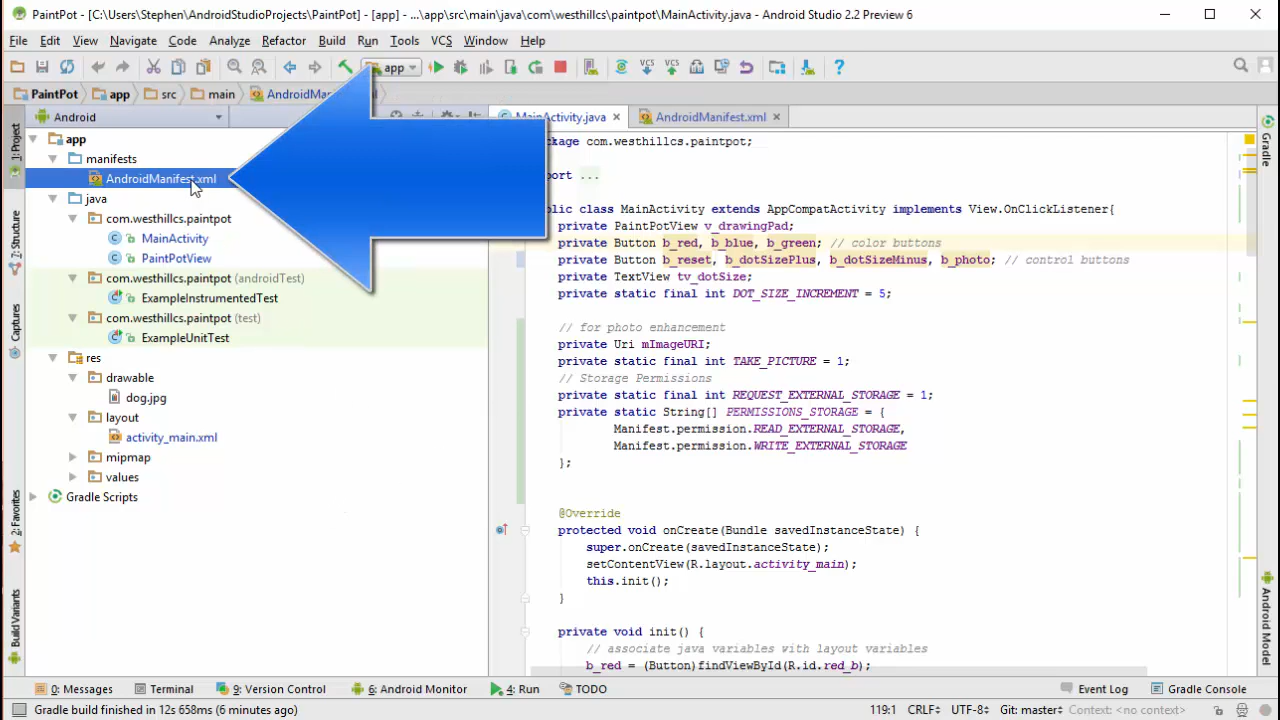 PaintPot - [C:\Users\Stephen\AndroidStudioProjects\PaintPot] - [app] - ...\app\src\main\java\com\westhillcs\paintpot\MainActivity.java - Android Studio 2.2 Preview 6
File Edit View Navigate Code Analyze Refactor Build Run Tools VCS Window Help
app VCS VCS
PaintPot app src main
Android MainActivity.java AndroidManifest.xml
1: Project
Z: Structure
Captures
2: Favorites
Build Variants
app
manifests
AndroidManifest.xml
java
com.westhillcs.paintpot
MainActivity
PaintPotView
com.westhillcs.paintpot (androidTest)
ExampleInstrumentedTest
com.westhillcs.paintpot (test)
ExampleUnitTest
res
drawable
dog.jpg
layout
activity_main.xml
mipmap
values
Gradle Scripts
com.westhillcs.paintpot;
...
class MainActivity extends AppCompatActivity implements View.OnClickListener{
private PaintPotView v_drawingPad;
private Button b_red, b_blue, b_green; // color buttons
private Button b_reset, b_dotSizePlus, b_dotSizeMinus, b_photo; // control buttons
private TextView tv_dotSize;
private static final int DOT_SIZE_INCREMENT = 5;
// for photo enhancement
private Uri mImageURI;
private static final int TAKE_PICTURE = 1;
// Storage Permissions
private static final int REQUEST_EXTERNAL_STORAGE = 1;
private static String[] PERMISSIONS_STORAGE = {
Manifest.permission.READ_EXTERNAL_STORAGE,
Manifest.permission.WRITE_EXTERNAL_STORAGE
};
@Override
protected void onCreate(Bundle savedInstanceState) {
super.onCreate(savedInstanceState);
setContentView(R.layout.activity_main);
this.init();
}
private void init() {
// associate java variables with layout variables
b_red = (Button)findViewById(R.id.red_b);
Gradle
Android Model
0: Messages Terminal 9: Version Control 6: Android Monitor 4: Run TODO Event Log Gradle Console
Gradle build finished in 12s 658ms (6 minutes ago) 119:1 CRLF UTF-8 Git: master Context: <no context>